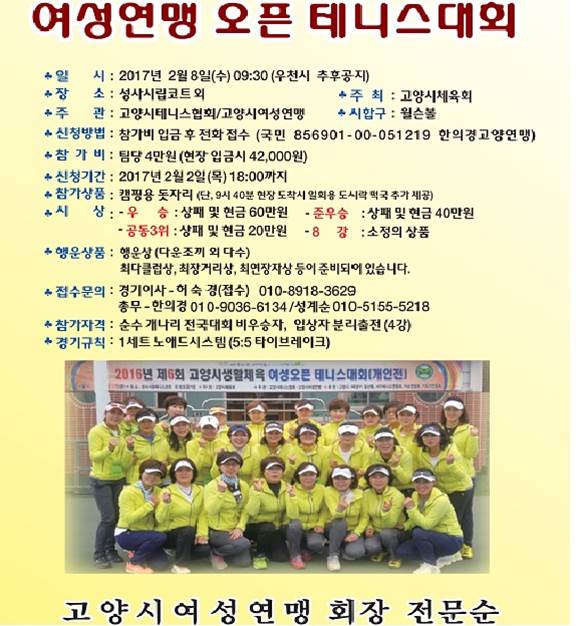 여성연맹 오픈 테니스대회
♣ 일 시 : 2017년 2월 8일(수) 09:30 (우천시 추후공지)
♣ 장 소 : 성사시립코트 외 ♣ 주 최 : 고양시체육회
♣ 주 관 : 고양시테니스협회/고양시여성연맹 ♣ 시합구 : 윌슨볼
♣ 신청방법 : 참가비 입금 후 전화 접수 (국민 856901-00-051219 한의경고양연맹)
♣ 참 가 비 : 팀당 4만원 (현장 입금시 42,000원)
♣ 신청기간 : 2017년 2월 2일(목) 18:00까지
♣ 참가상품 : 캠핑용 돗자리 (단, 9시 40분 현장 도착시 일회용 도시락 떡국 추가 제공)
♣ 시 상 : - 우 승 : 상패 및 현금 60만원 - 준우승 : 상패 및 현금 40만원
- 공동3위 : 상패 및 현금 20만원 - 8 강 : 소정의 상품
♣ 행운상품 : 행운상 (다운조끼 외 다수)
최다클럽상, 최장거리상, 최연장자상 등이 준비되어 있습니다.
♣ 접수문의 : 경기이사 - 허 숙 경(접수) 010-8918-3629
총무 - 한의경 010-9036-6134 /성계순 010-5155-5218
♣ 참가자격 : 순수 개나리 전국대회 비우승자, 입상자 분리출전 (4강)
♣ 경기규칙 : 1세트 노애드시스템 (5:5 타이브레이크)
2016년 제6회 고양시생활체육 여성오픈 테니스대회(개인전)
고양시여성연맹 회장 전문순